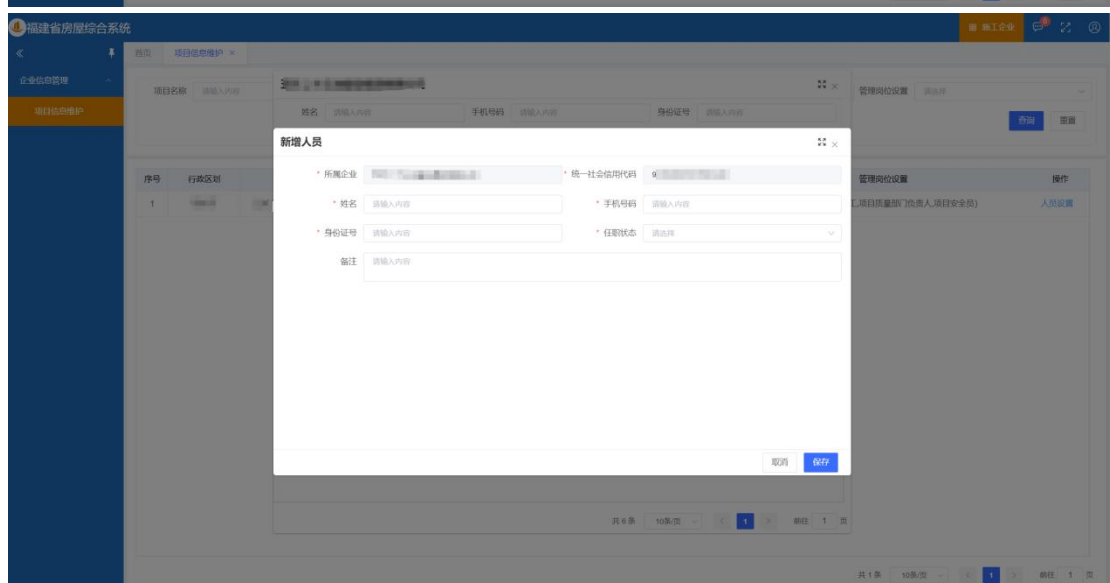 福建省房屋综合系统
施工企业
首页 项目信息维护 ×
企业信息管理
项目信息维护
项目名称 请输入内容
管理岗位设置 请选择
姓名 请输入内容 手机号码 请输入内容 身份证号 请输入内容
查询 重置
新增人员
* 所属企业 * 统一社会信用代码 9
* 姓名 请输入内容 * 手机号码 请输入内容
* 身份证号 请输入内容 * 任职状态 请选择
备注 请输入内容
取消 保存
序号 行政区划 管理岗位设置 操作
1 工,项目质量部门负责人,项目安全员) 人员设置
共 6 条 10条/页 1 前往 1 页
共 1 条 10条/页 1 前往 1 页